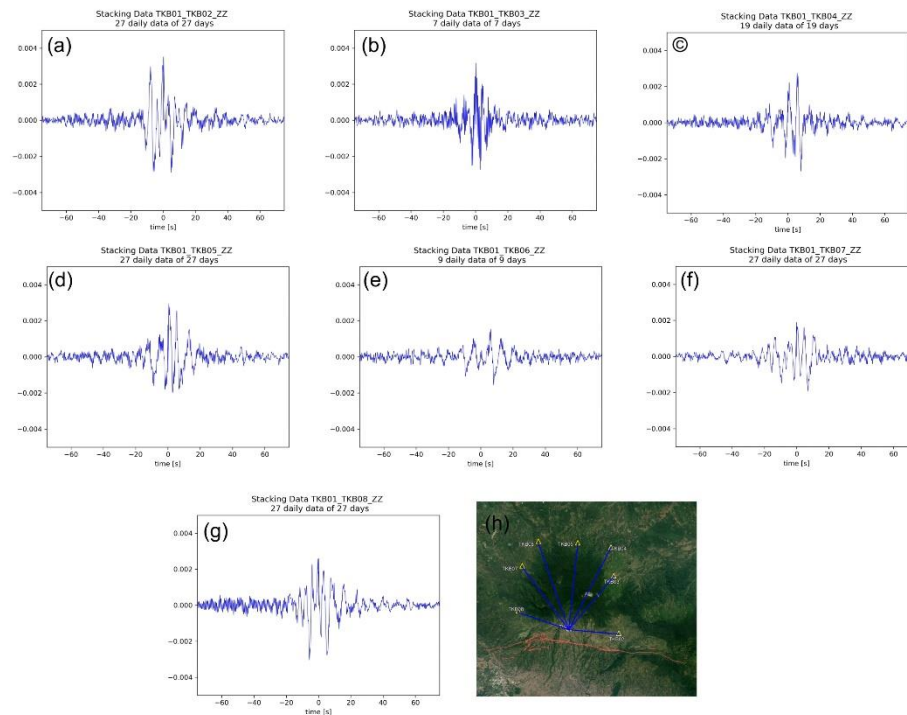 Stacking Data TKB01_TKB02_ZZ
27 daily data of 27 days
(a)
0.004
0.002
0.000
−0.002
−0.004
−60 −40 −20 0 20 40 60
time [s]
Stacking Data TKB01_TKB03_ZZ
7 daily data of 7 days
(b)
0.004
0.002
0.000
−0.002
−0.004
−60 −40 −20 0 20 40 60
time [s]
Stacking Data TKB01_TKB04_ZZ
19 daily data of 19 days
©
0.004
0.002
0.000
−0.002
−0.004
−60 −40 −20 0 20 40 60
time [s]
Stacking Data TKB01_TKB05_ZZ
27 daily data of 27 days
(d)
0.004
0.002
0.000
−0.002
−0.004
−60 −40 −20 0 20 40 60
time [s]
Stacking Data TKB01_TKB06_ZZ
9 daily data of 9 days
(e)
0.004
0.002
0.000
−0.002
−0.004
−60 −40 −20 0 20 40 60
time [s]
Stacking Data TKB01_TKB07_ZZ
27 daily data of 27 days
(f)
0.004
0.002
0.000
−0.002
−0.004
−60 −40 −20 0 20 40 60
time [s]
Stacking Data TKB01_TKB08_ZZ
27 daily data of 27 days
(g)
0.004
0.002
0.000
−0.002
−0.004
−60 −40 −20 0 20 40 60
time [s]
(h)
TKB07
TKB08